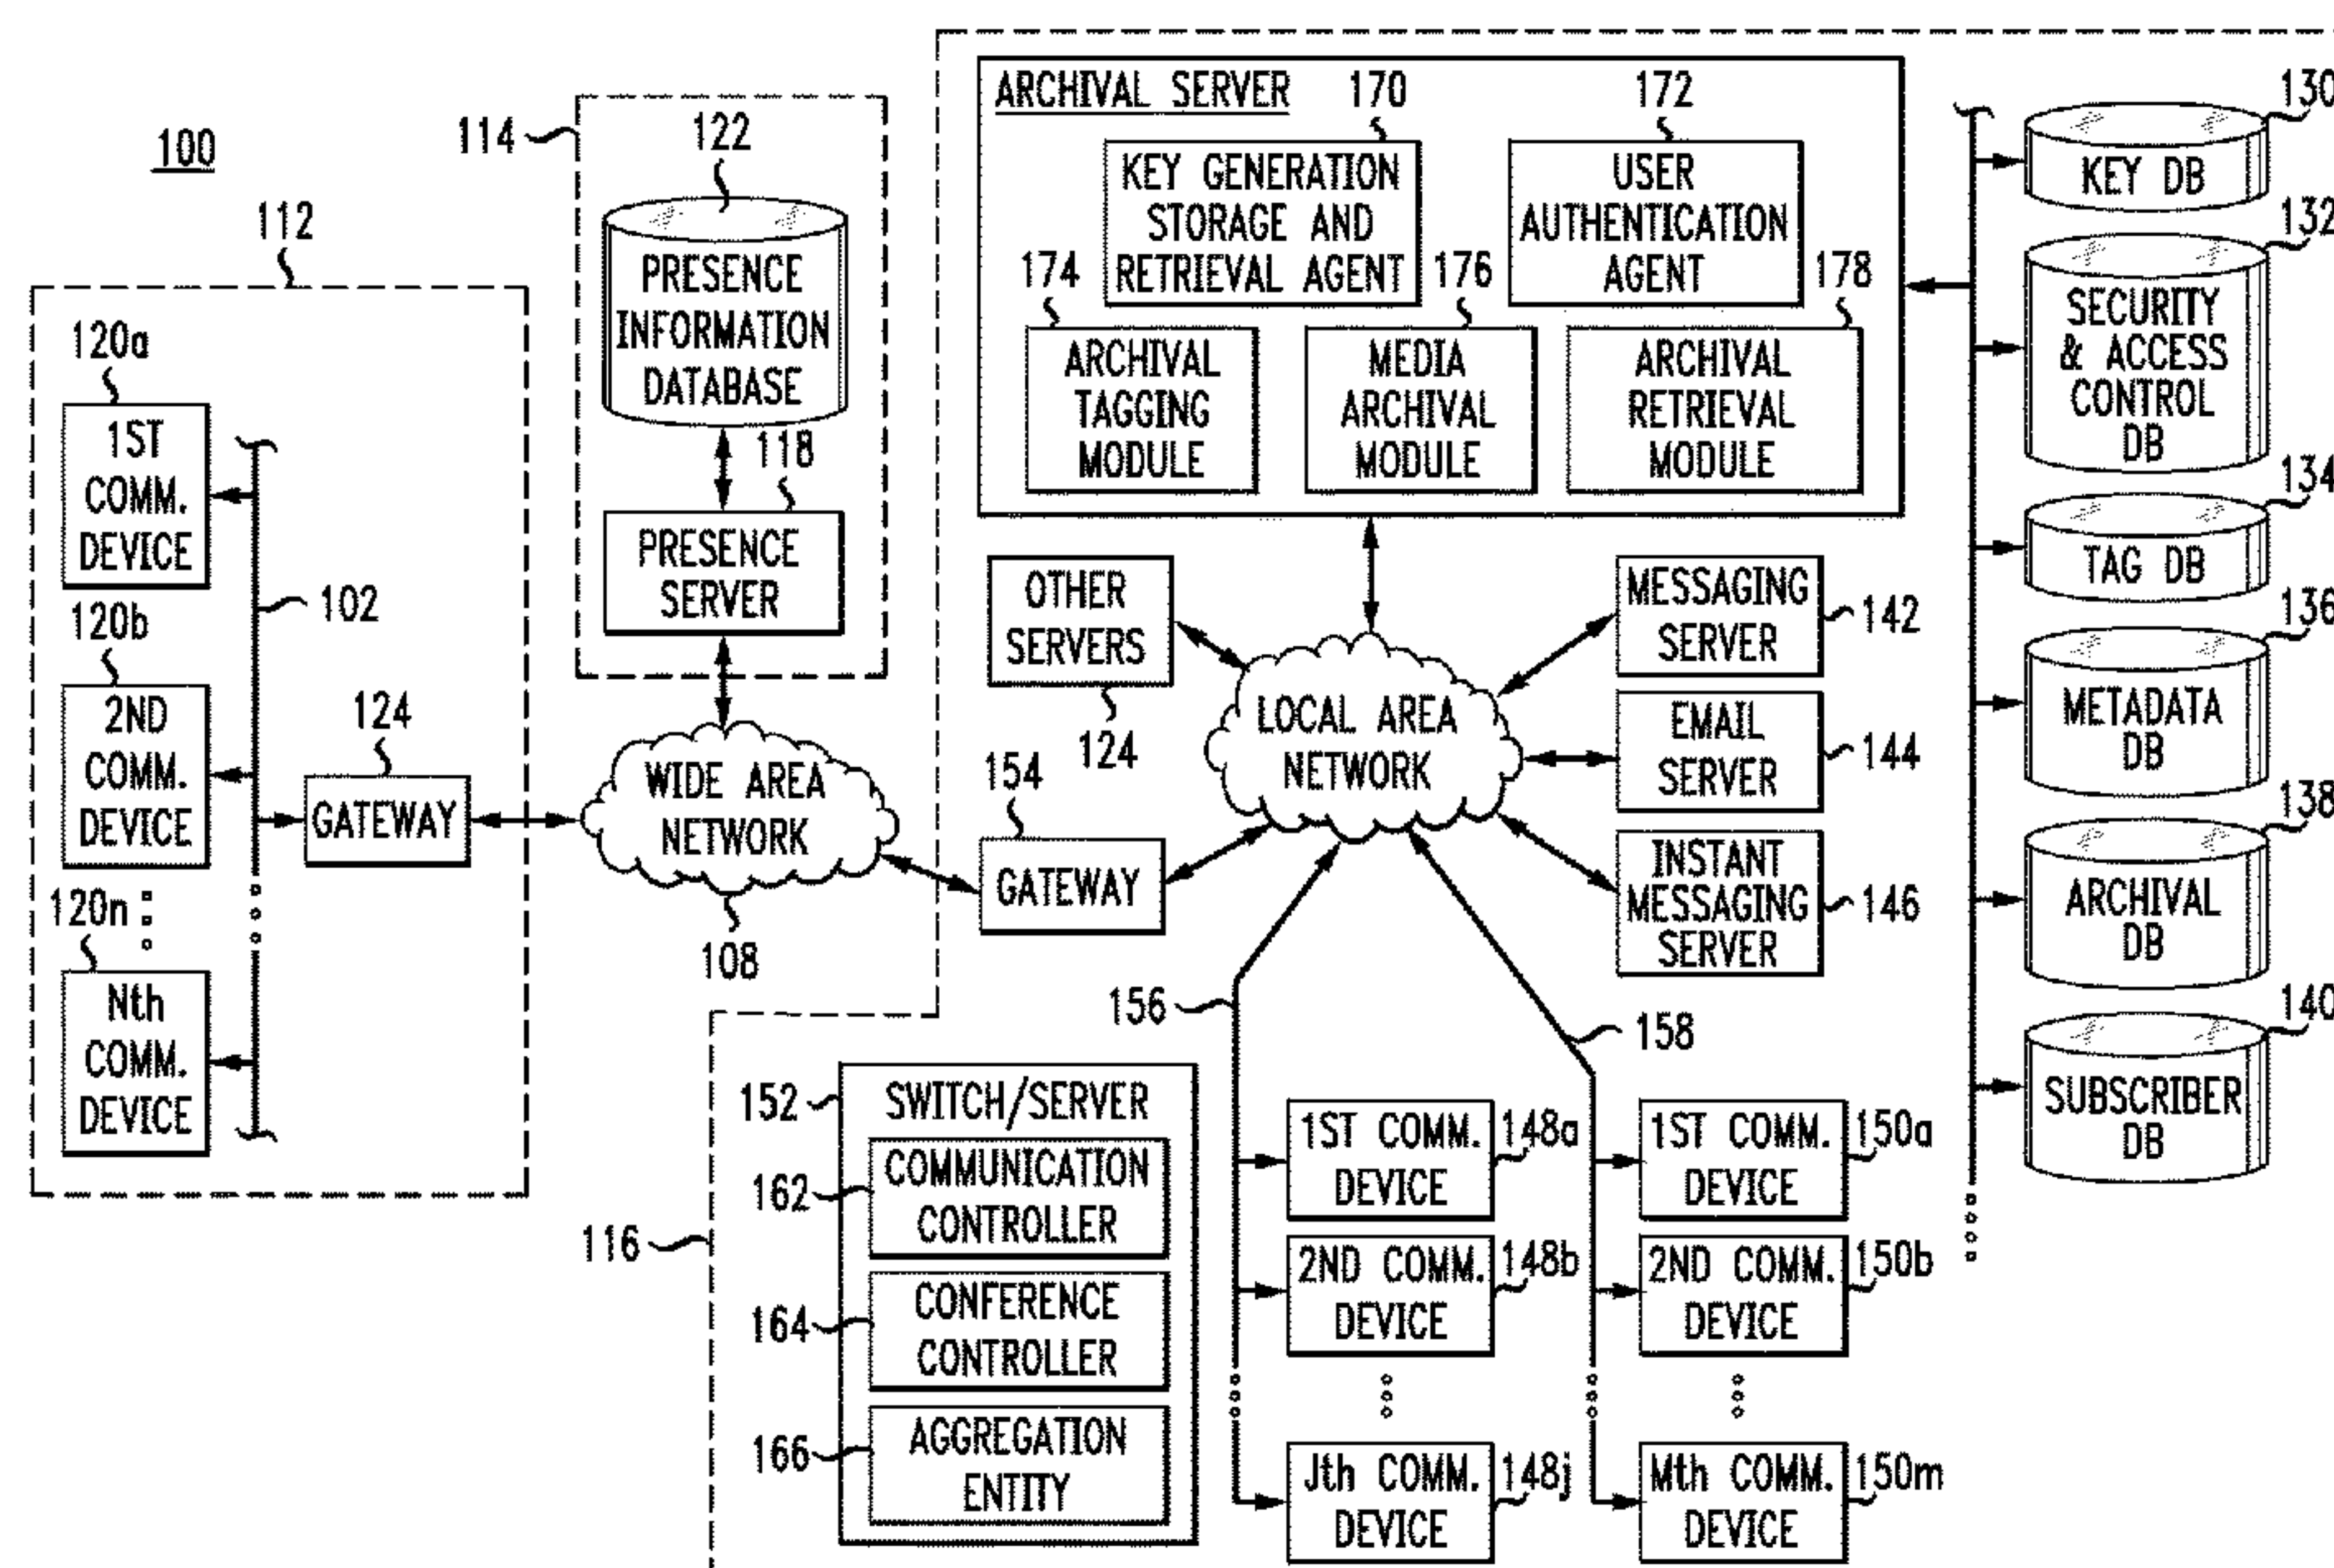 100
112
120a
1ST
COMM.
DEVICE
102
120b
2ND
COMM.
DEVICE
124
GATEWAY
120n
Nth
COMM.
DEVICE
114
122
PRESENCE
INFORMATION
DATABASE
118
PRESENCE
SERVER
WIDE AREA
NETWORK
108
ARCHIVAL SERVER
170
KEY GENERATION
STORAGE AND
RETRIEVAL AGENT
172
USER
AUTHENTICATION
AGENT
174
ARCHIVAL
TAGGING
MODULE
176
MEDIA
ARCHIVAL
MODULE
178
ARCHIVAL
RETRIEVAL
MODULE
OTHER
SERVERS
124
LOCAL AREA
NETWORK
154
GATEWAY
MESSAGING
SERVER
142
EMAIL
SERVER
144
INSTANT
MESSAGING
SERVER
146
130
KEY DB
132
SECURITY
& ACCESS
CONTROL
DB
134
TAG DB
136
METADATA
DB
138
ARCHIVAL
DB
140
SUBSCRIBER
DB
116
152
SWITCH/SERVER
162
COMMUNICATION
CONTROLLER
164
CONFERENCE
CONTROLLER
166
AGGREGATION
ENTITY
156
1ST COMM.
DEVICE
148a
2ND COMM.
DEVICE
148b
Jth COMM.
DEVICE
148j
158
1ST COMM.
DEVICE
150a
2ND COMM.
DEVICE
150b
Mth COMM.
DEVICE
150m